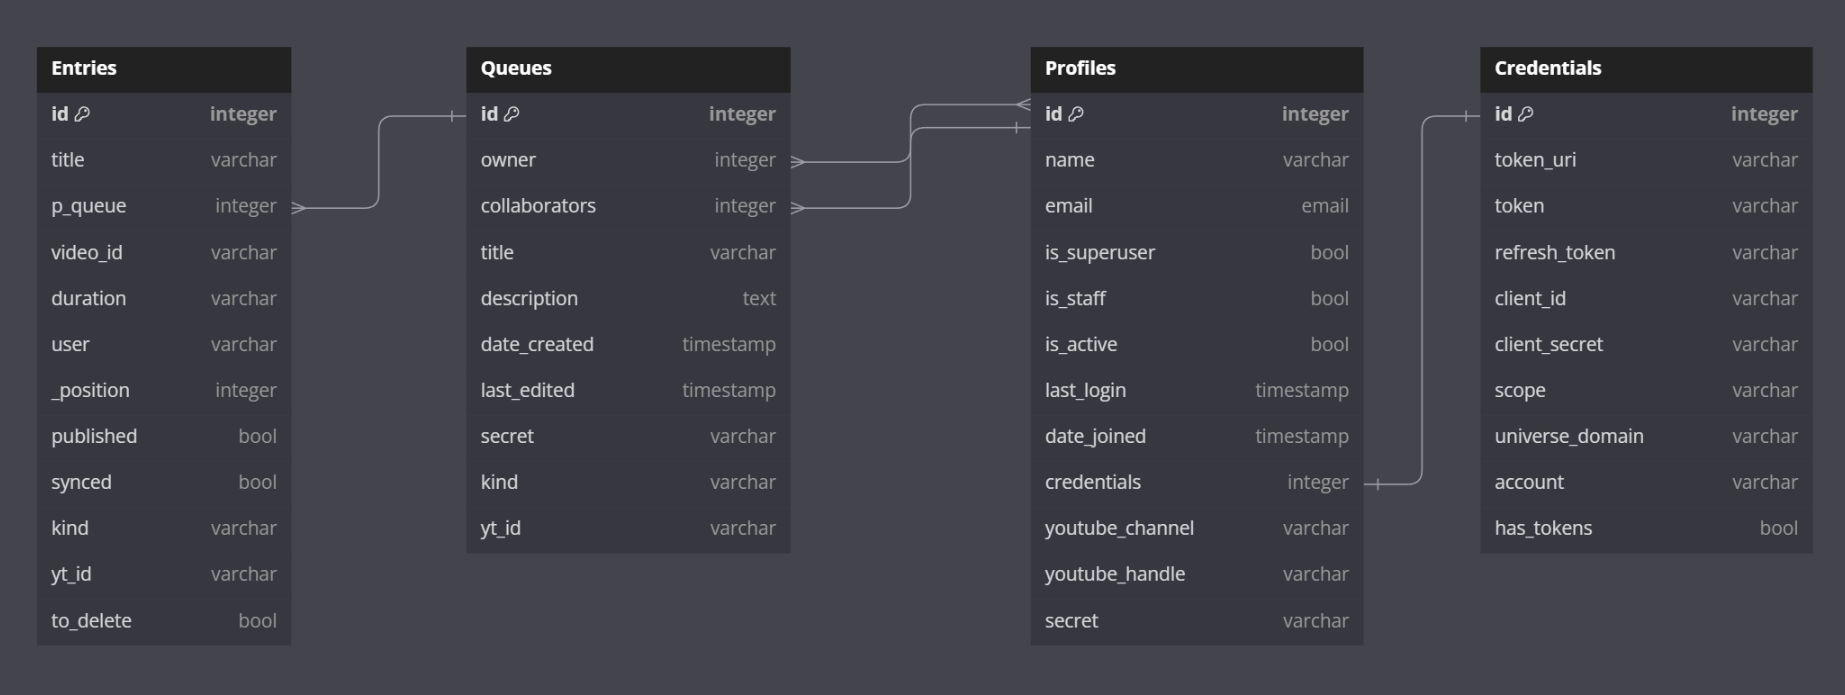 Entries
id integer
title varchar
p_queue integer
video_id varchar
duration varchar
user varchar
_position integer
published bool
synced bool
kind varchar
yt_id varchar
to_delete bool
Queues
id integer
owner integer
collaborators integer
title varchar
description text
date_created timestamp
last_edited timestamp
secret varchar
kind varchar
yt_id varchar
Profiles
id integer
name varchar
email email
is_superuser bool
is_staff bool
is_active bool
last_login timestamp
date_joined timestamp
credentials integer
youtube_channel varchar
youtube_handle varchar
secret varchar
Credentials
id integer
token_uri varchar
token varchar
refresh_token varchar
client_id varchar
client_secret varchar
scope varchar
universe_domain varchar
account varchar
has_tokens bool